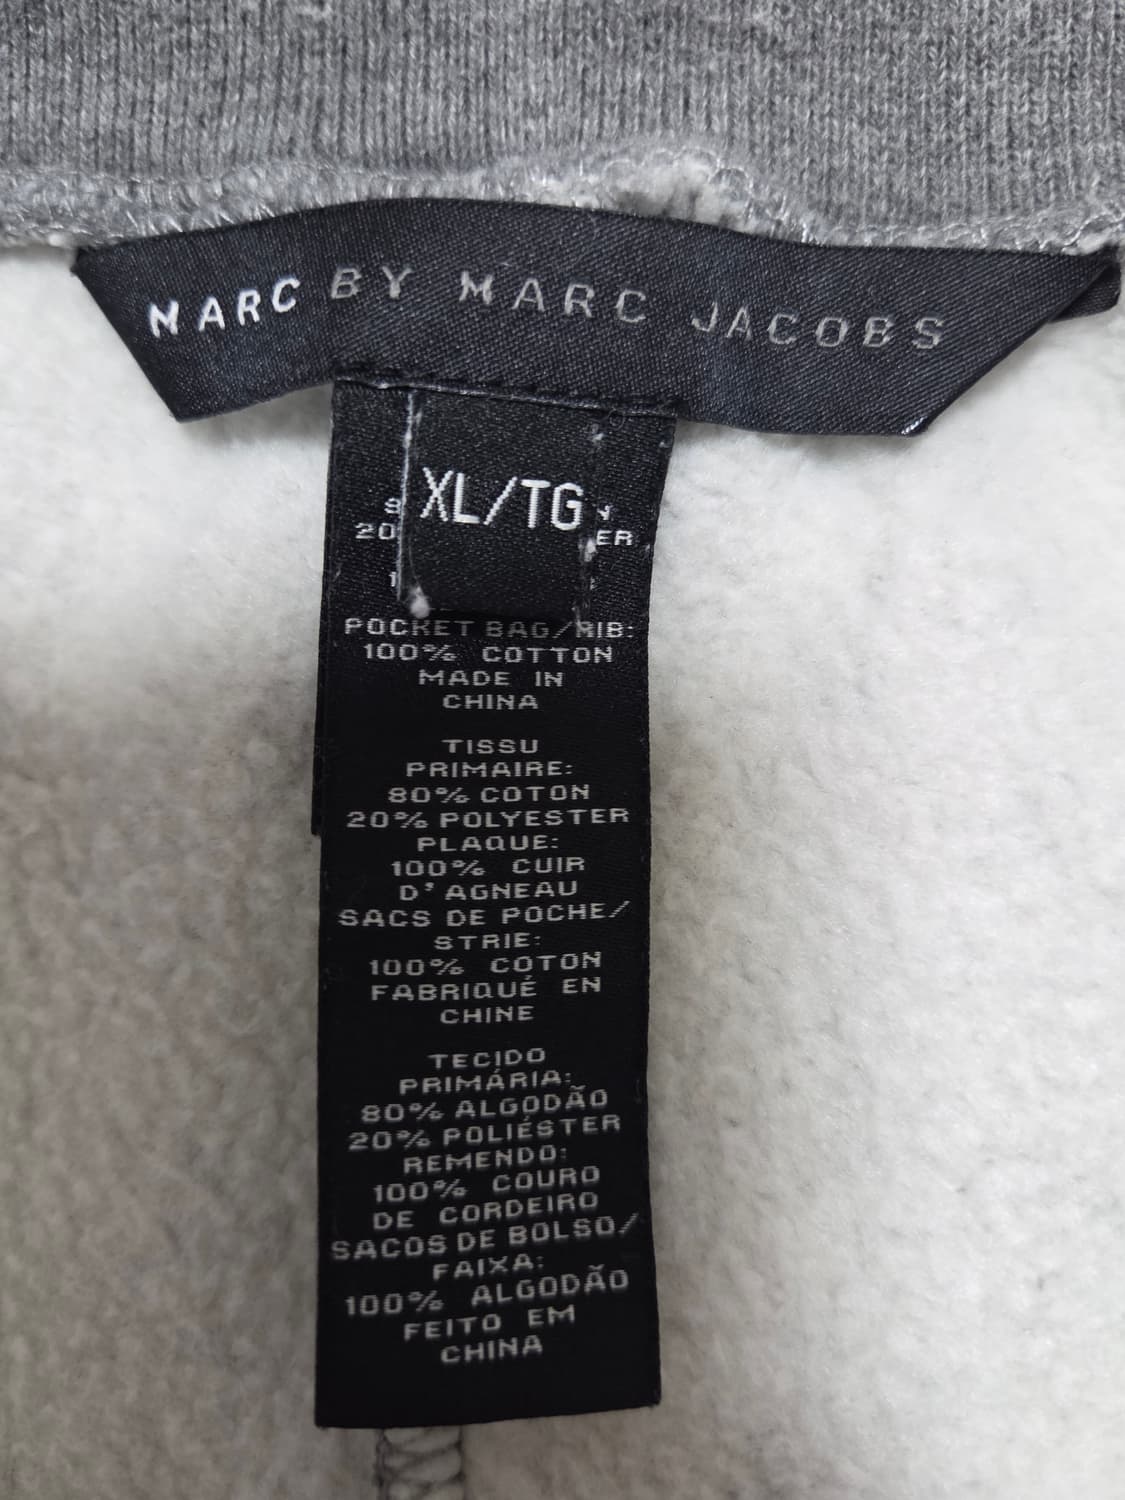 MARC BY MARC JACOBS
XL/TG
20
ER
POCKET BAG/RIB:
100% COTTON
MADE IN
CHINA
TISSU
PRIMAIRE:
80% COTON
20% POLYESTER
PLAQUE:
100% CUIR
D'AGNEAU
SACS DE POCHE/
STRIE:
100% COTON
FABRIQUÉ EN
CHINE
TECIDO
PRIMÁRIA:
80% ALGODÃO
20% POLIÉSTER
REMENDO:
100% COURO
DE CORDEIRO
SACOS DE BOLSO/
FAIXA:
100% ALGODÃO
FEITO EM
CHINA